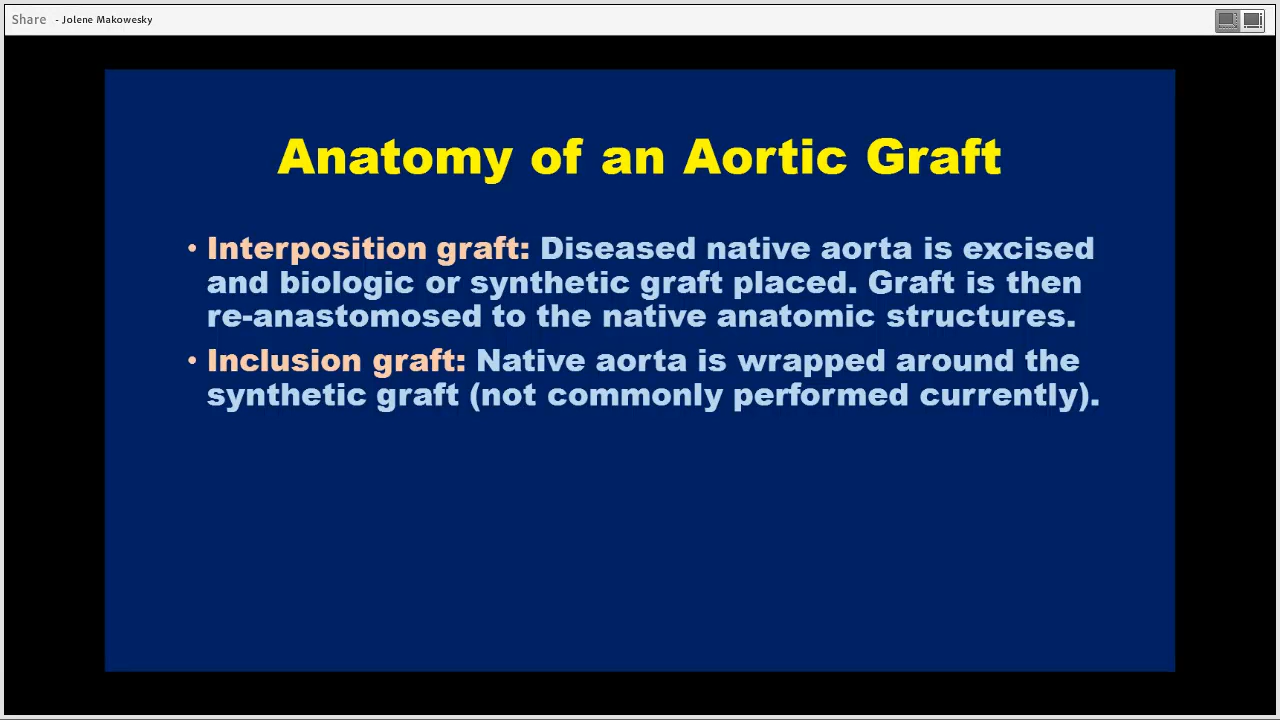 Share - Jolene Makowesky
Anatomy of an Aortic Graft
• Interposition graft: Diseased native aorta is excised
and biologic or synthetic graft placed. Graft is then
re-anastomosed to the native anatomic structures.
• Inclusion graft: Native aorta is wrapped around the
synthetic graft (not commonly performed currently).